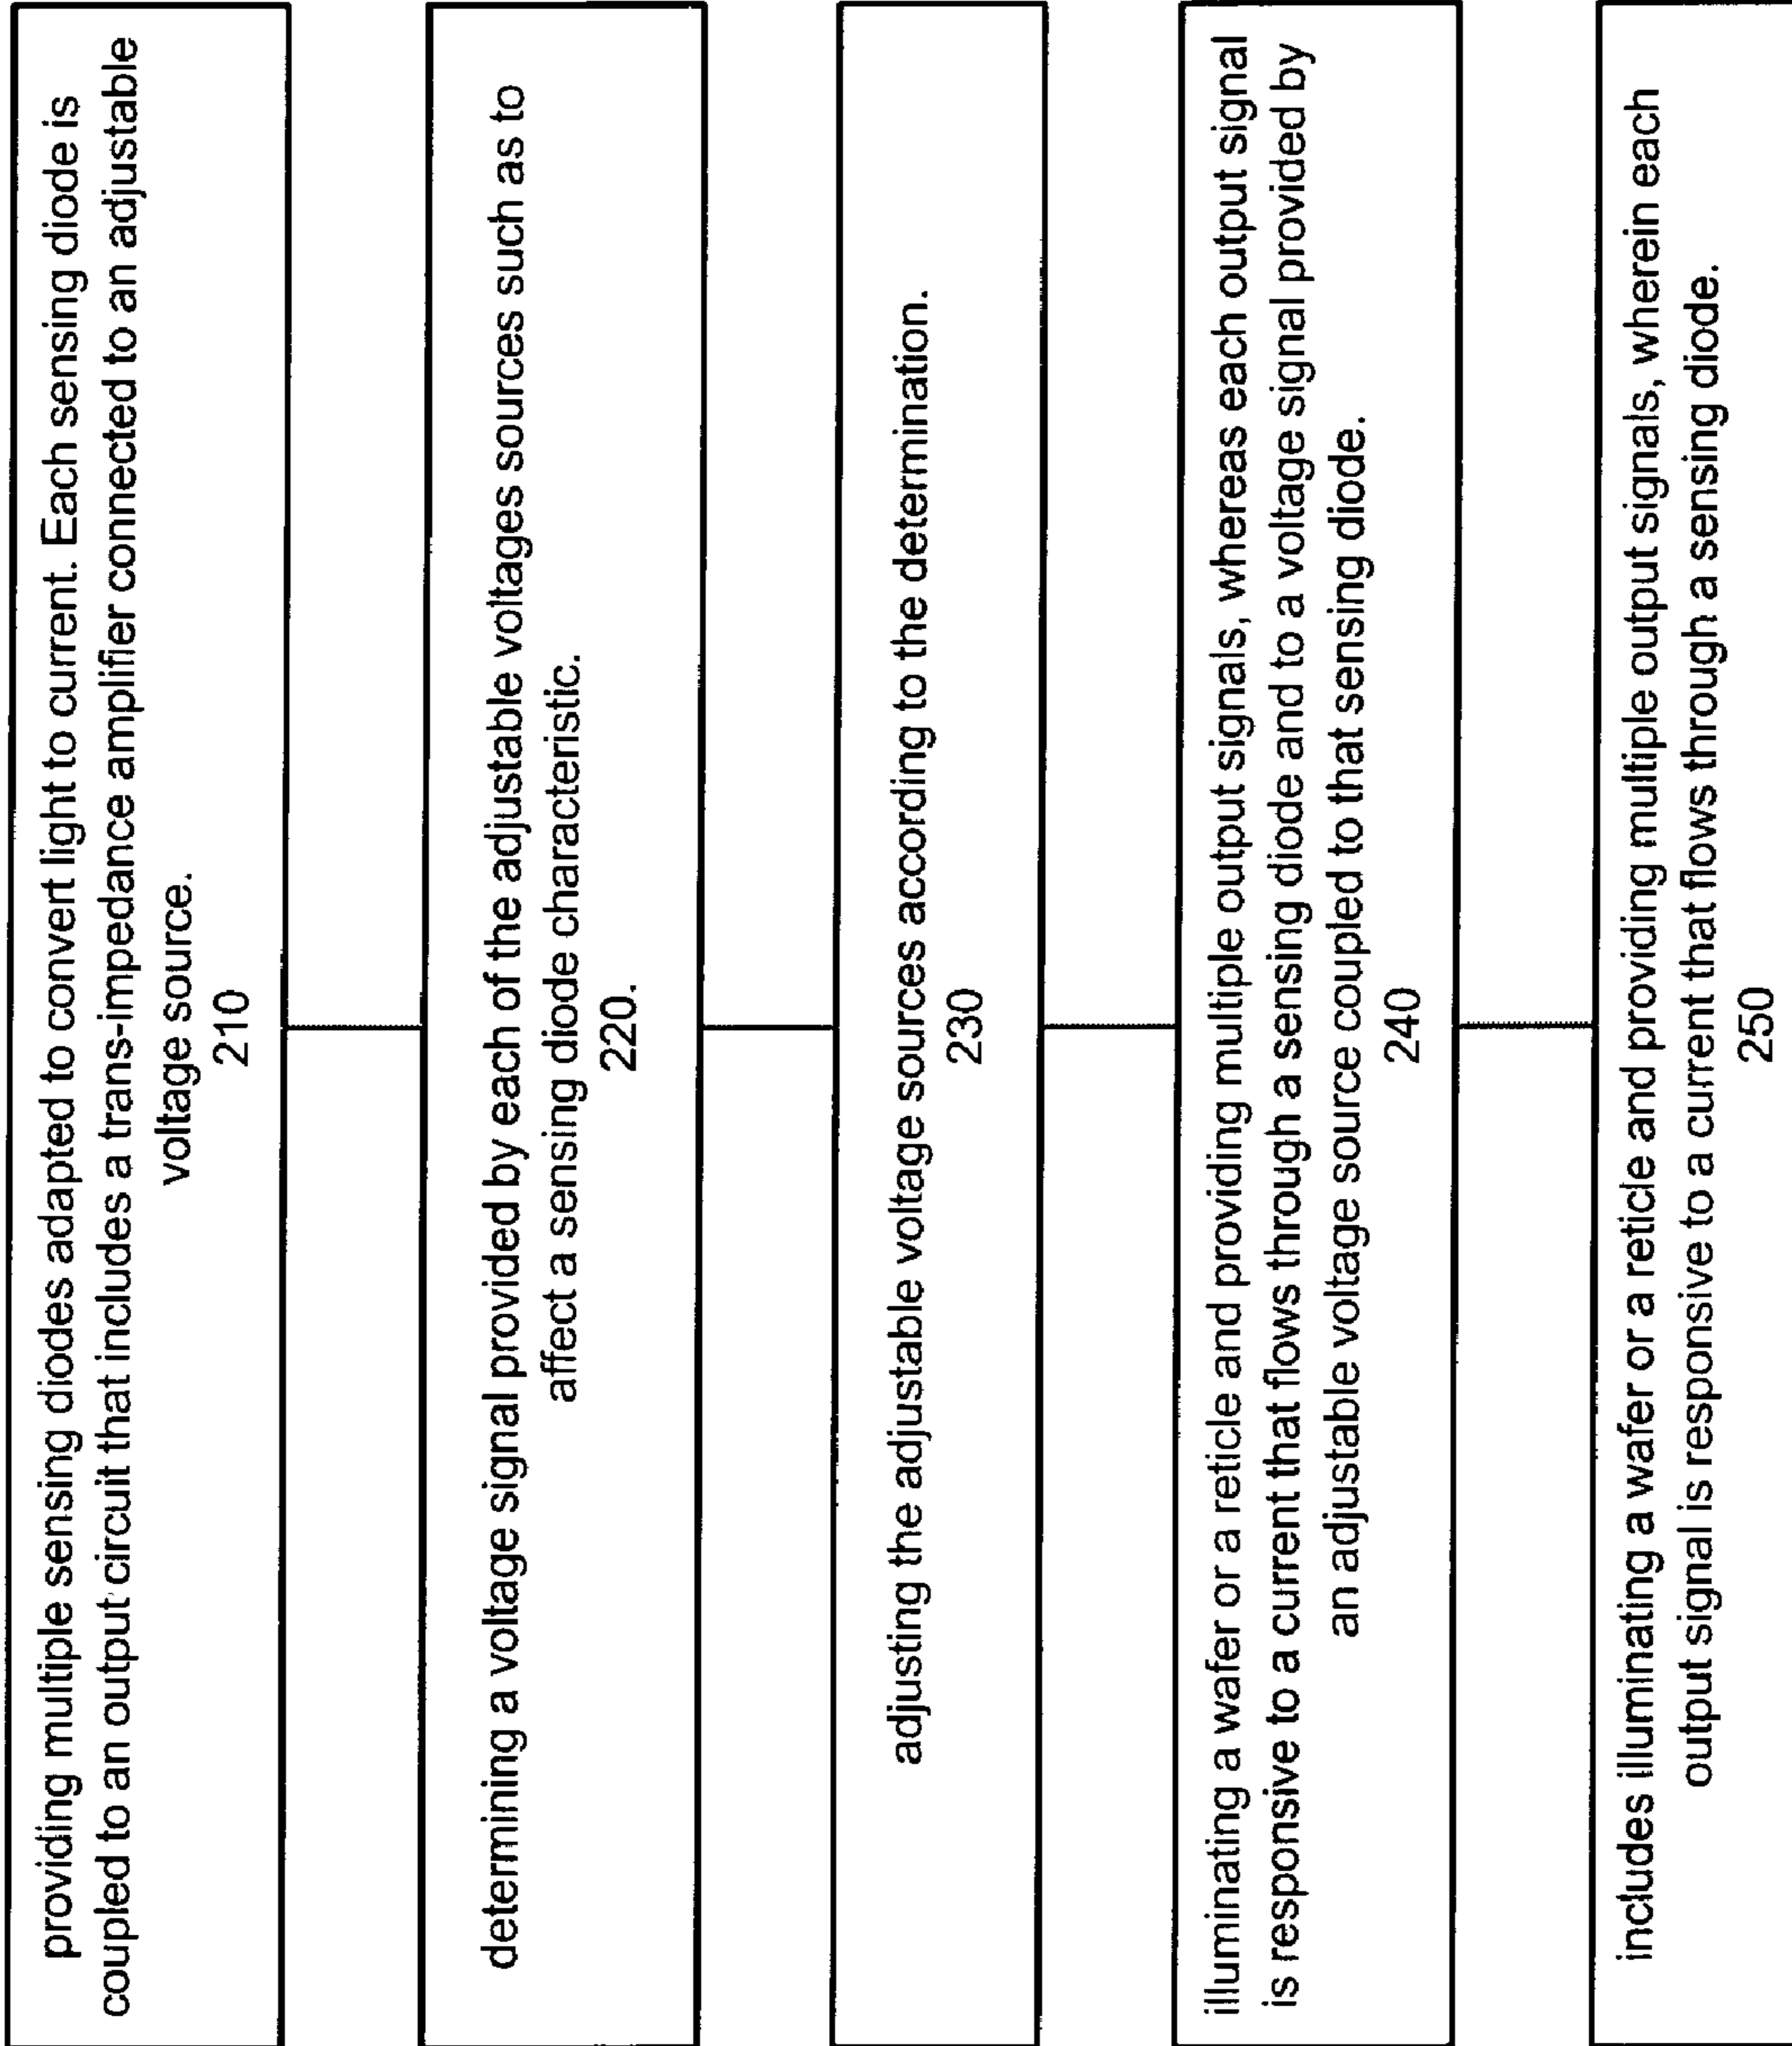 providing multiple sensing diodes adapted to convert light to current. Each sensing diode is
coupled to an output circuit that includes a trans-impedance amplifier connected to an adjustable
voltage source.
210
determining a voltage signal provided by each of the adjustable voltages sources such as to
affect a sensing diode characteristic.
220.
adjusting the adjustable voltage sources according to the determination.
230
illuminating a wafer or a reticle and providing multiple output signals, whereas each output signal
is responsive to a current that flows through a sensing diode and to a voltage signal provided by
an adjustable voltage source coupled to that sensing diode.
240
includes illuminating a wafer or a reticle and providing multiple output signals, wherein each
output signal is responsive to a current that flows through a sensing diode.
250